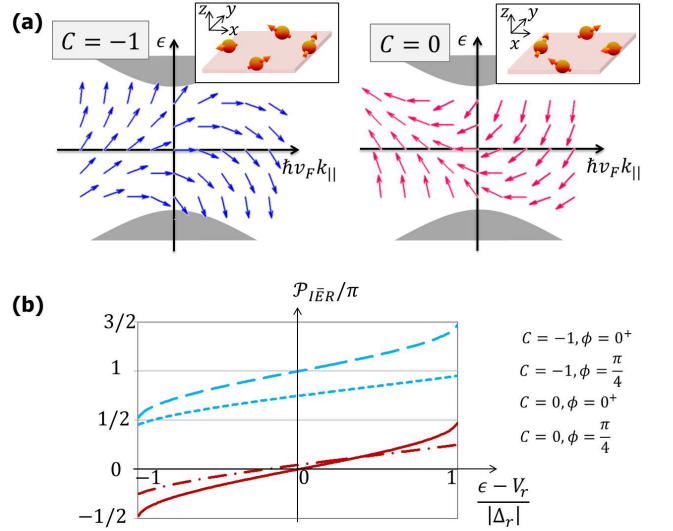 (a)
C = −1
ϵ
z
y
x
ħv_F k_||
C = 0
ϵ
z
y
x
ħv_F k_||
(b)
𝒫_{IĒR}/π
3/2
1
1/2
0
−1/2
−1
1
ϵ − V_r
|Δ_r|
C = −1, ϕ = 0⁺
C = −1, ϕ = π/4
C = 0, ϕ = 0⁺
C = 0, ϕ = π/4